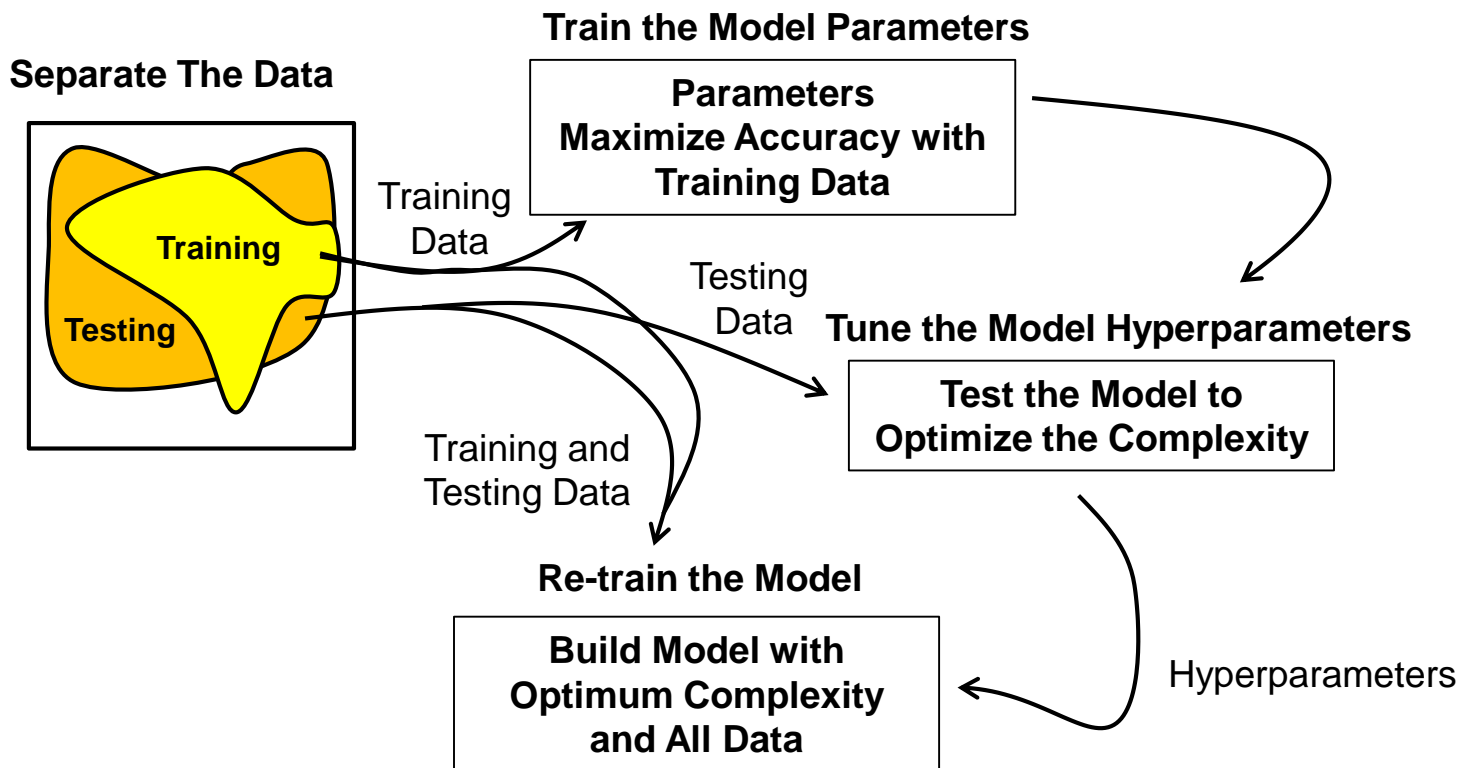 Train the Model Parameters
Separate The Data
Parameters
Maximize Accuracy with
Training Data
Training
Data
Training
Testing
Testing
Data
Tune the Model Hyperparameters
Test the Model to
Optimize the Complexity
Training and
Testing Data
Re-train the Model
Build Model with
Optimum Complexity
and All Data
Hyperparameters